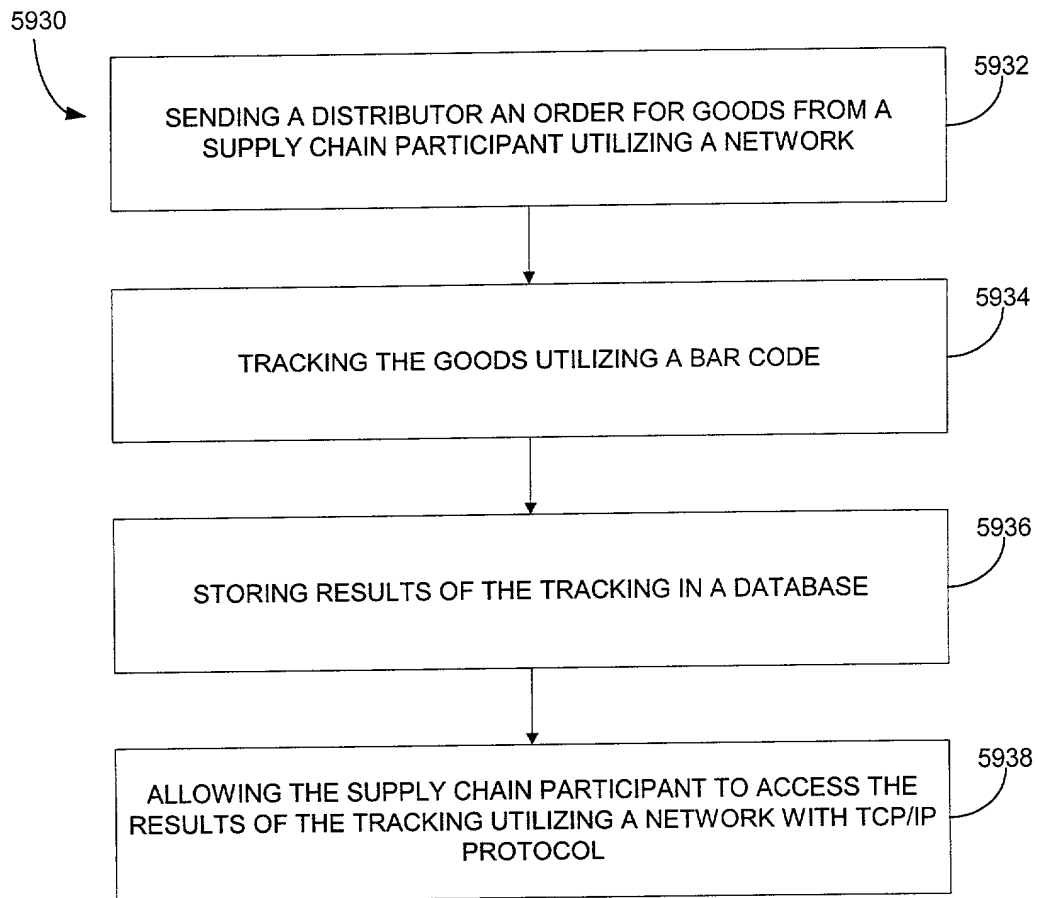 5930
5932
SENDING A DISTRIBUTOR AN ORDER FOR GOODS FROM A
SUPPLY CHAIN PARTICIPANT UTILIZING A NETWORK
5934
TRACKING THE GOODS UTILIZING A BAR CODE
5936
STORING RESULTS OF THE TRACKING IN A DATABASE
5938
ALLOWING THE SUPPLY CHAIN PARTICIPANT TO ACCESS THE
RESULTS OF THE TRACKING UTILIZING A NETWORK WITH TCP/IP
PROTOCOL